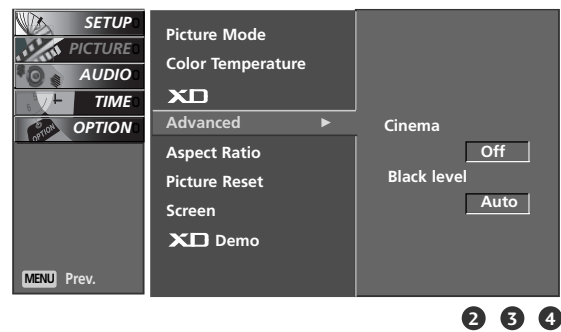 SETUP
PICTURE
AUDIO
TIME
OPTION
MENU Prev.
Picture Mode
Color Temperature
XD
Advanced ►
Aspect Ratio
Picture Reset
Screen
XD Demo
Cinema
Off
Black level
Auto
2 3 4